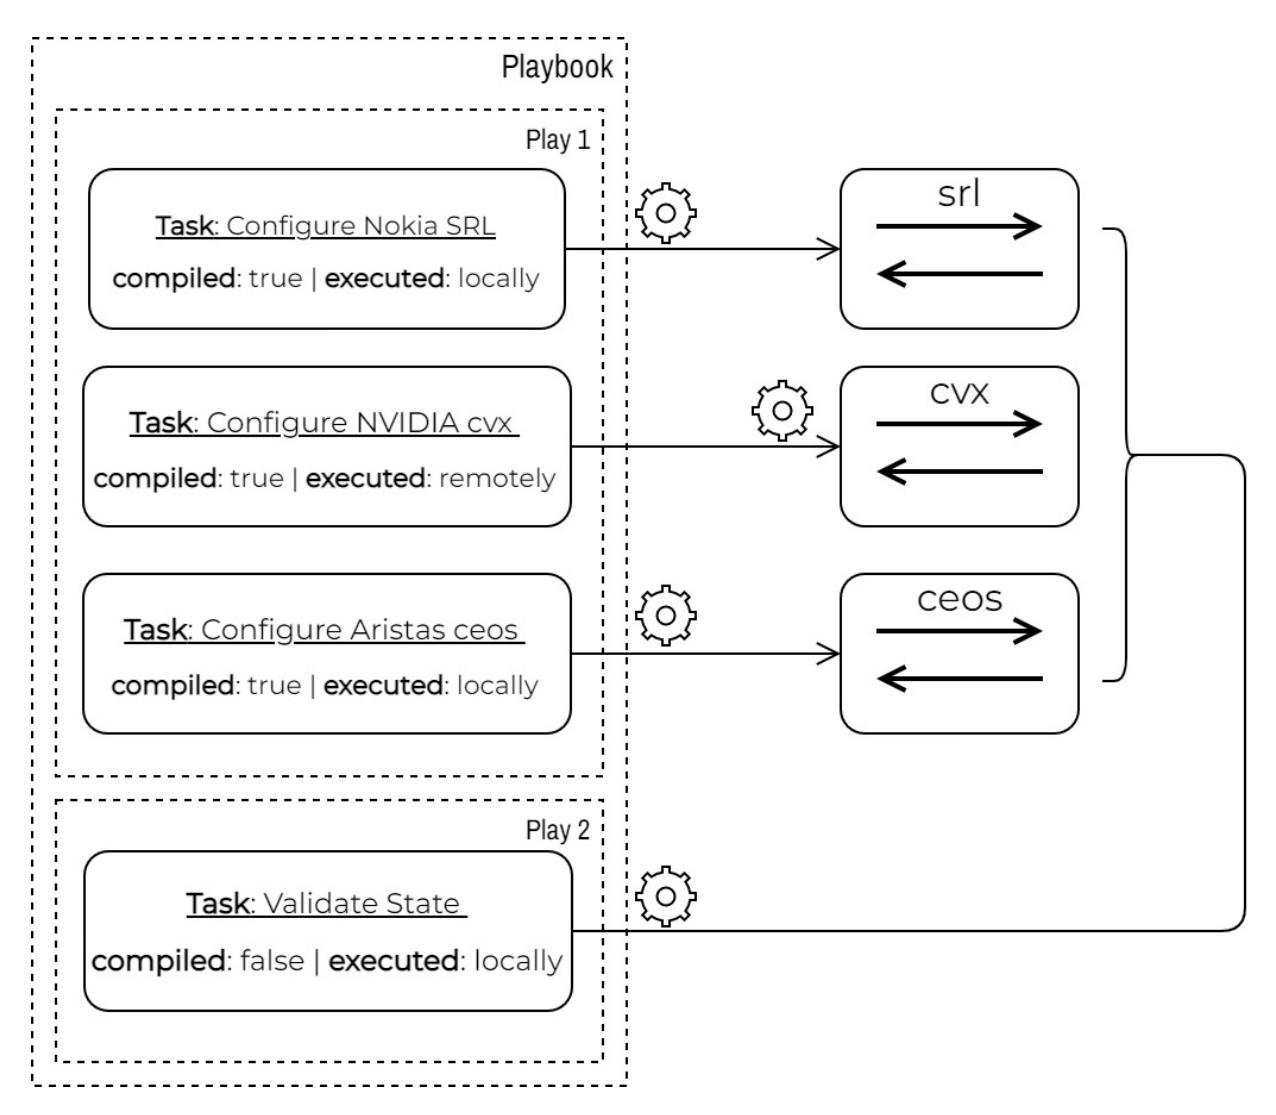 Playbook
Play 1
Task: Configure Nokia SRL
compiled: true | executed: locally
srl
Task: Configure NVIDIA cvx
compiled: true | executed: remotely
cvx
Task: Configure Aristas ceos
compiled: true | executed: locally
ceos
Play 2
Task: Validate State
compiled: false | executed: locally